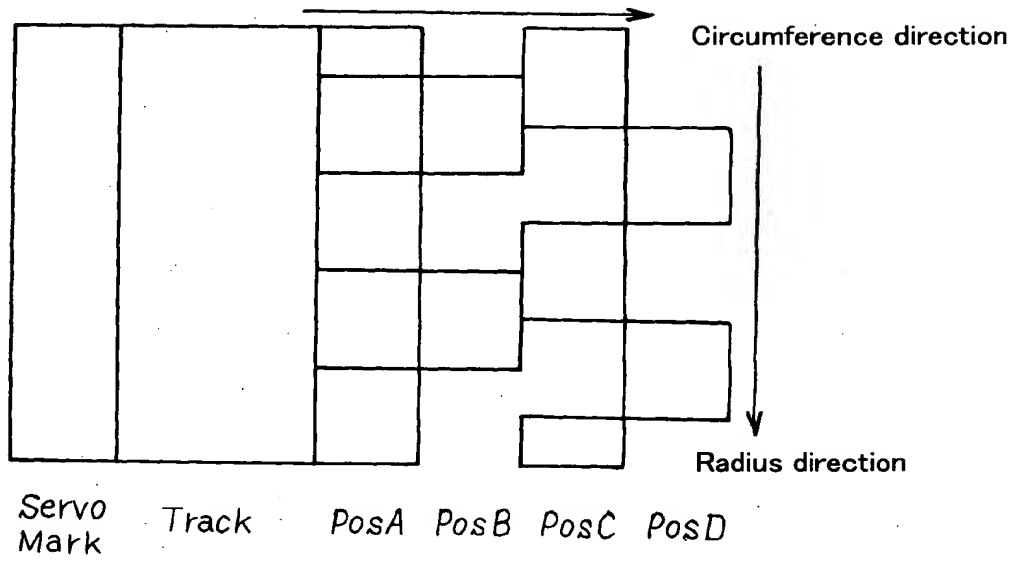 Circumference direction
Radius direction
Servo
Mark
Track
PosA
PosB
PosC
PosD